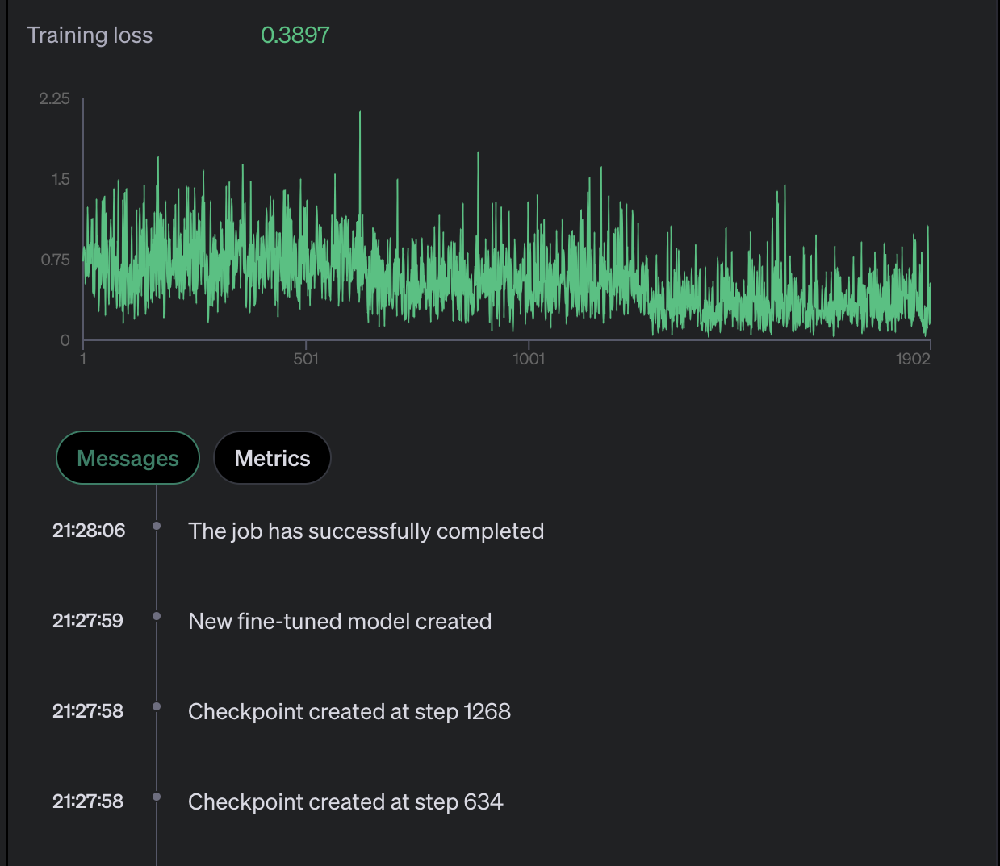 Training loss 0.3897
2.25
1.5
0.75
0
1 501 1001 1902
Messages Metrics
21:28:06 The job has successfully completed
21:27:59 New fine-tuned model created
21:27:58 Checkpoint created at step 1268
21:27:58 Checkpoint created at step 634